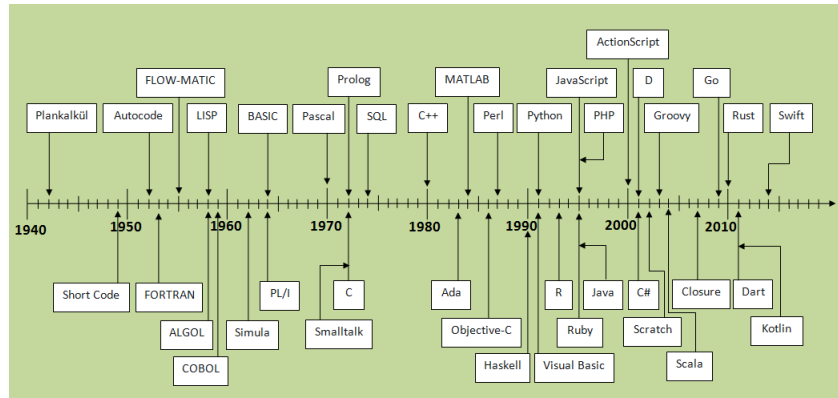 ActionScript
FLOW-MATIC
Prolog
MATLAB
JavaScript
D
Go
Plankalkül
Autocode
LISP
BASIC
Pascal
SQL
C++
Perl
Python
PHP
Groovy
Rust
Swift
1940
1950
1960
1970
1980
1990
2000
2010
Short Code
FORTRAN
PL/I
C
Ada
R
Java
C#
Closure
Dart
ALGOL
Simula
Smalltalk
Objective-C
Ruby
Scratch
Kotlin
COBOL
Haskell
Visual Basic
Scala